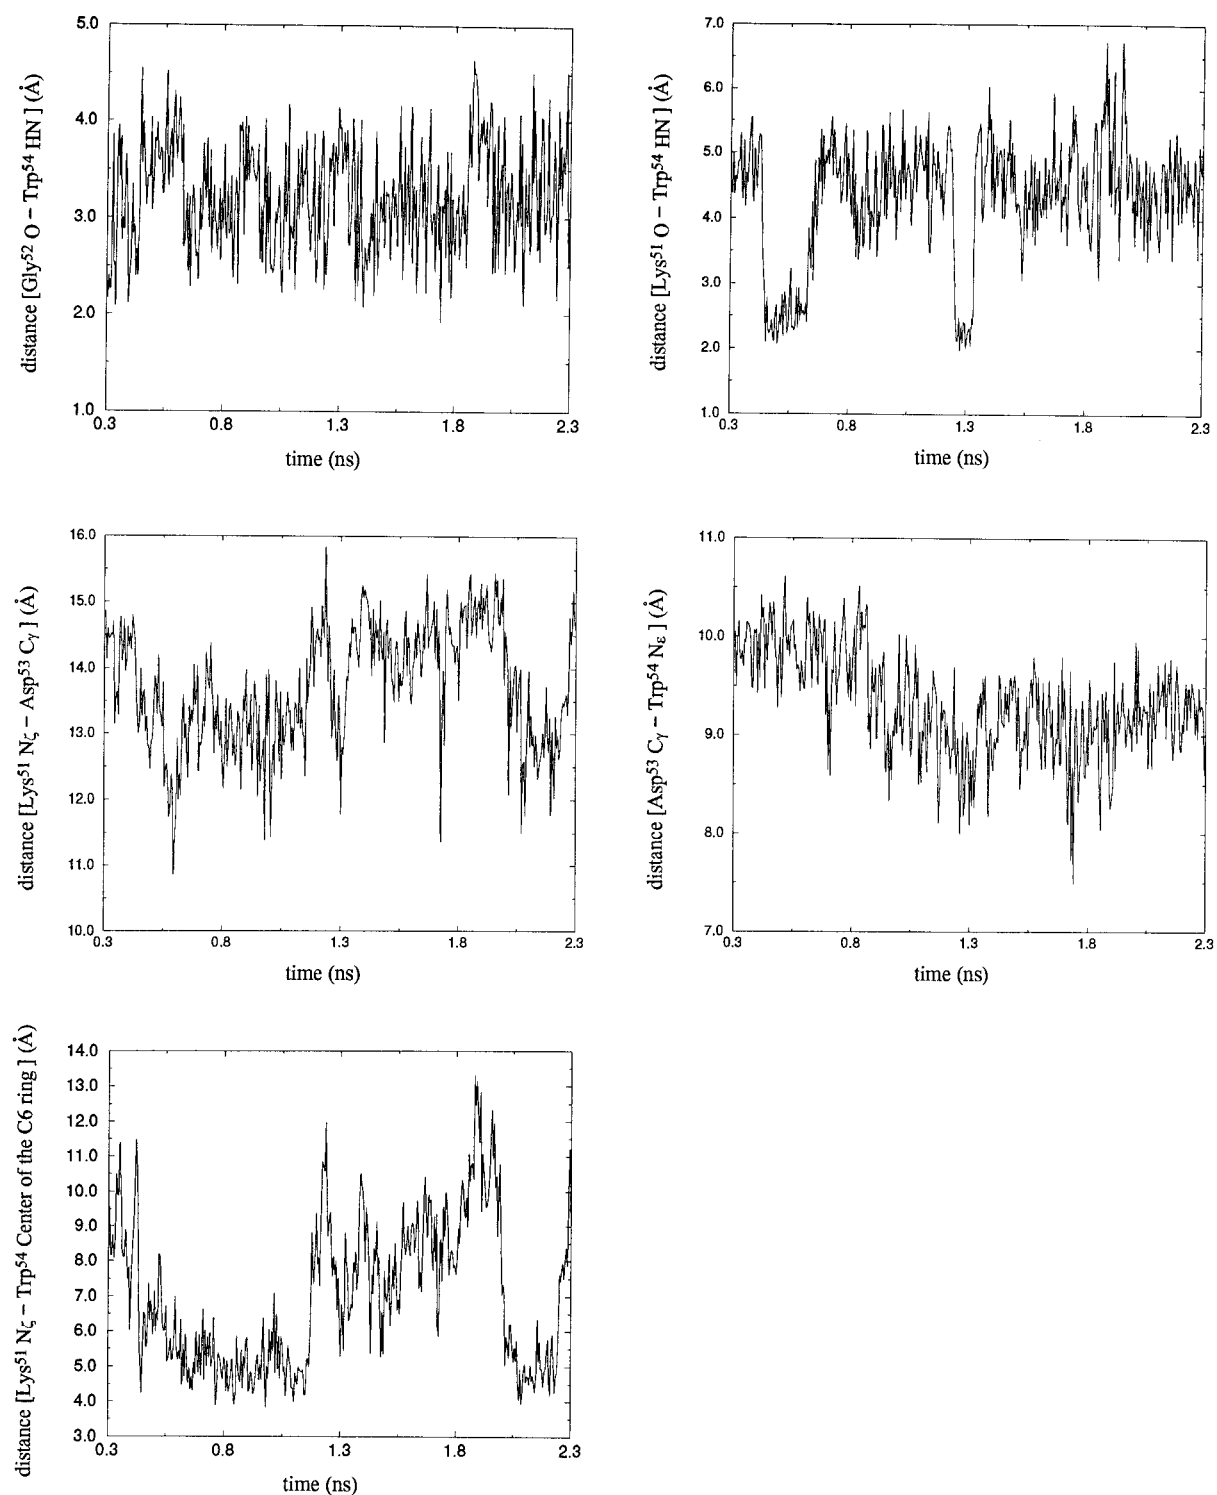 distance [Gly52 O – Trp54 HN ] (Å)
5.0
4.0
3.0
2.0
1.0
0.3 0.8 1.3 1.8 2.3
time (ns)
distance [Lys51 O – Trp54 HN ] (Å)
7.0
6.0
5.0
4.0
3.0
2.0
1.0
0.3 0.8 1.3 1.8 2.3
time (ns)
distance [Lys51 Nζ – Asp53 Cγ ] (Å)
16.0
15.0
14.0
13.0
12.0
11.0
10.0
0.3 0.8 1.3 1.8 2.3
time (ns)
distance [Asp53 Cγ – Trp54 Nε ] (Å)
11.0
10.0
9.0
8.0
7.0
0.3 0.8 1.3 1.8 2.3
time (ns)
distance [Lys51 Nζ – Trp54 Center of the C6 ring ] (Å)
14.0
13.0
12.0
11.0
10.0
9.0
8.0
7.0
6.0
5.0
4.0
3.0
0.3 0.8 1.3 1.8 2.3
time (ns)